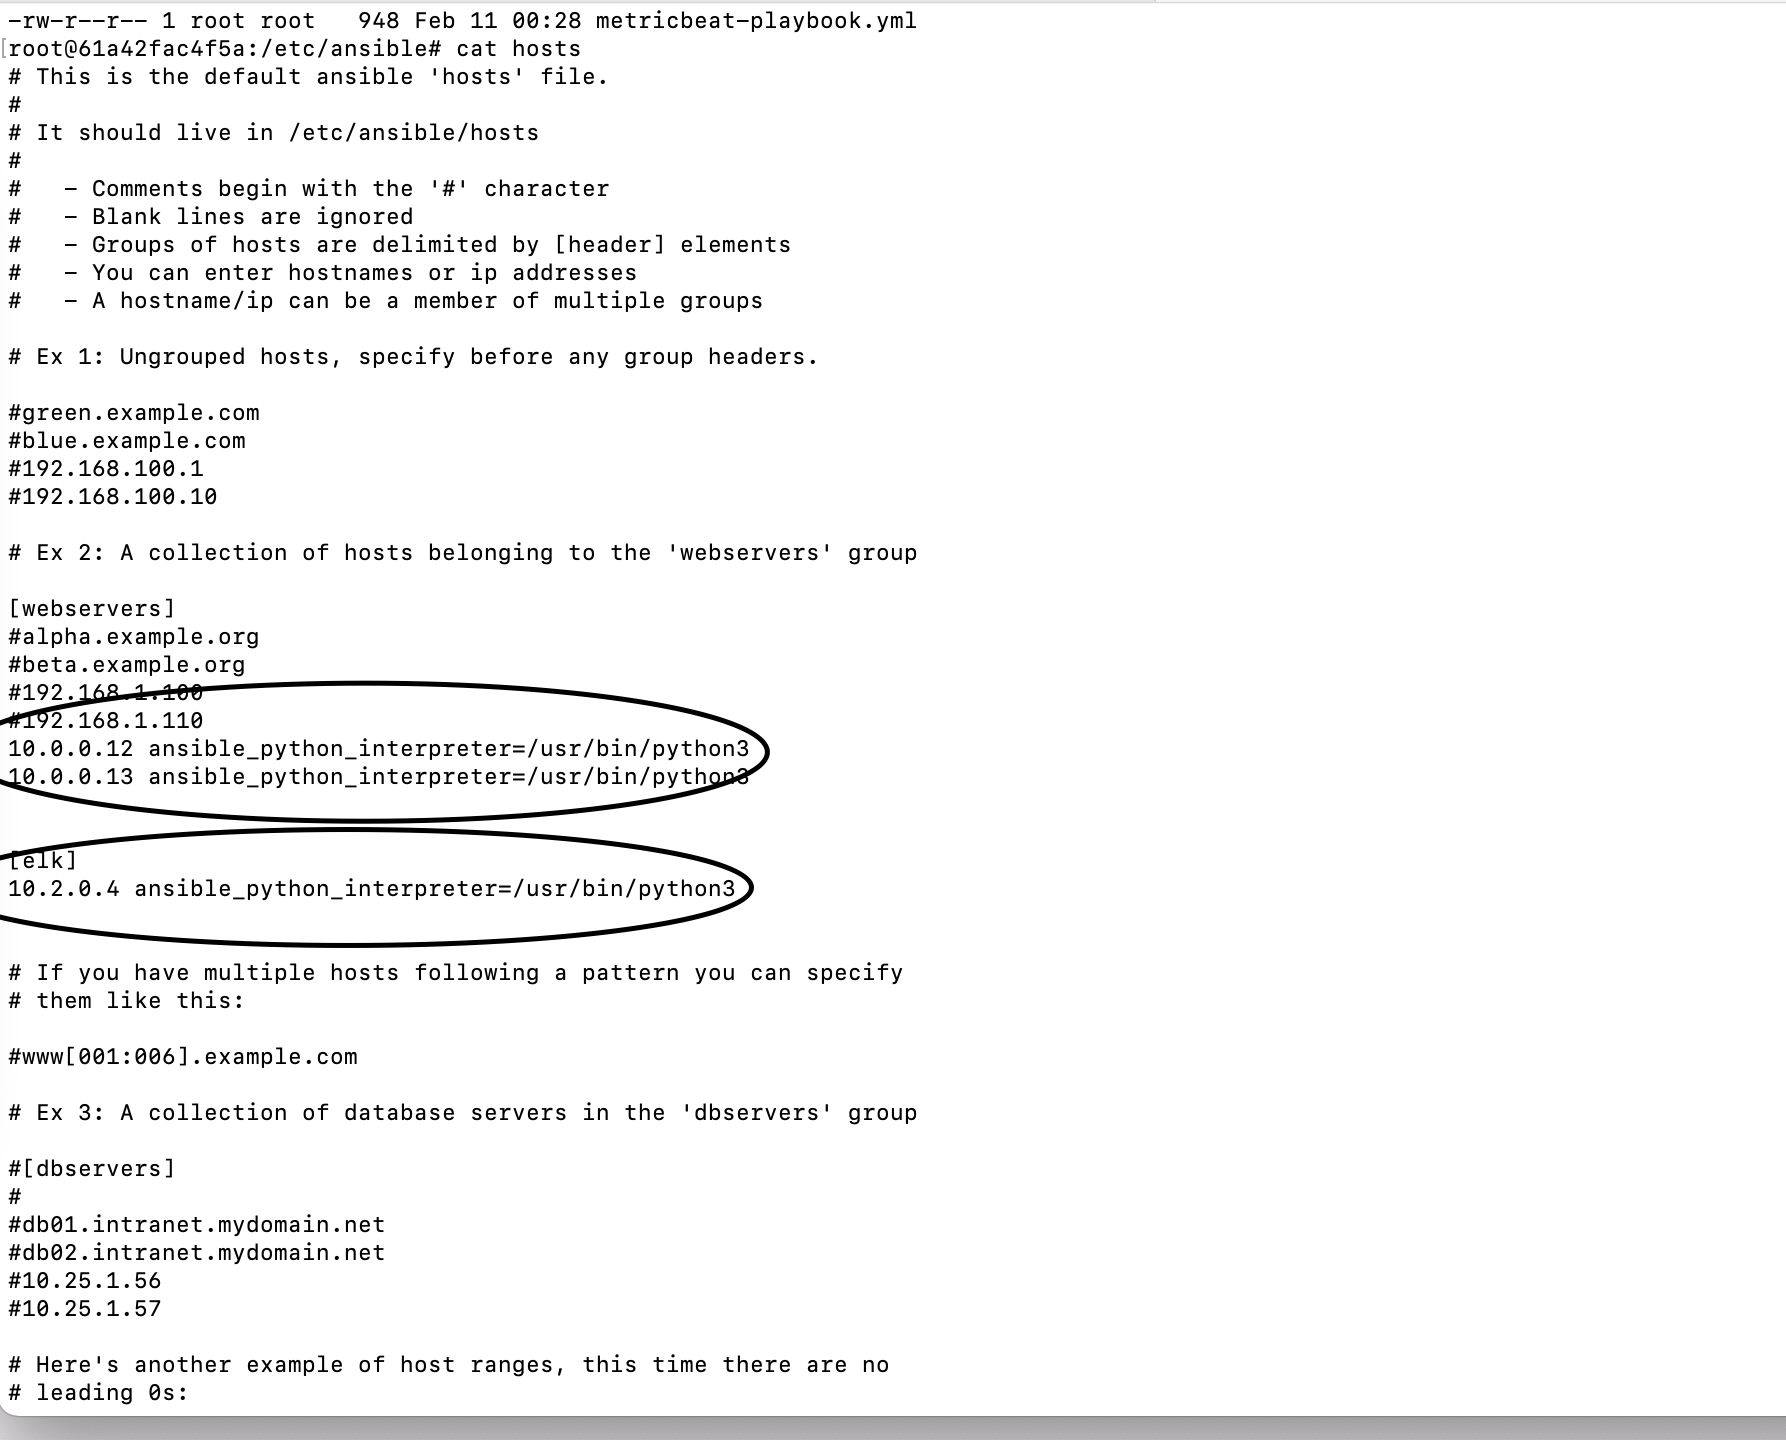 -rw-r--r-- 1 root root   948 Feb 11 00:28 metricbeat-playbook.yml
[root@61a42fac4f5a:/etc/ansible# cat hosts
# This is the default ansible 'hosts' file.
#
# It should live in /etc/ansible/hosts
#
#   - Comments begin with the '#' character
#   - Blank lines are ignored
#   - Groups of hosts are delimited by [header] elements
#   - You can enter hostnames or ip addresses
#   - A hostname/ip can be a member of multiple groups
# Ex 1: Ungrouped hosts, specify before any group headers.
#green.example.com
#blue.example.com
#192.168.100.1
#192.168.100.10
# Ex 2: A collection of hosts belonging to the 'webservers' group
[webservers]
#alpha.example.org
#beta.example.org
#192.168.1.100
#192.168.1.110
10.0.0.12 ansible_python_interpreter=/usr/bin/python3
10.0.0.13 ansible_python_interpreter=/usr/bin/python3
[elk]
10.2.0.4 ansible_python_interpreter=/usr/bin/python3
# If you have multiple hosts following a pattern you can specify
# them like this:
#www[001:006].example.com
# Ex 3: A collection of database servers in the 'dbservers' group
#[dbservers]
#
#db01.intranet.mydomain.net
#db02.intranet.mydomain.net
#10.25.1.56
#10.25.1.57
# Here's another example of host ranges, this time there are no
# leading 0s: